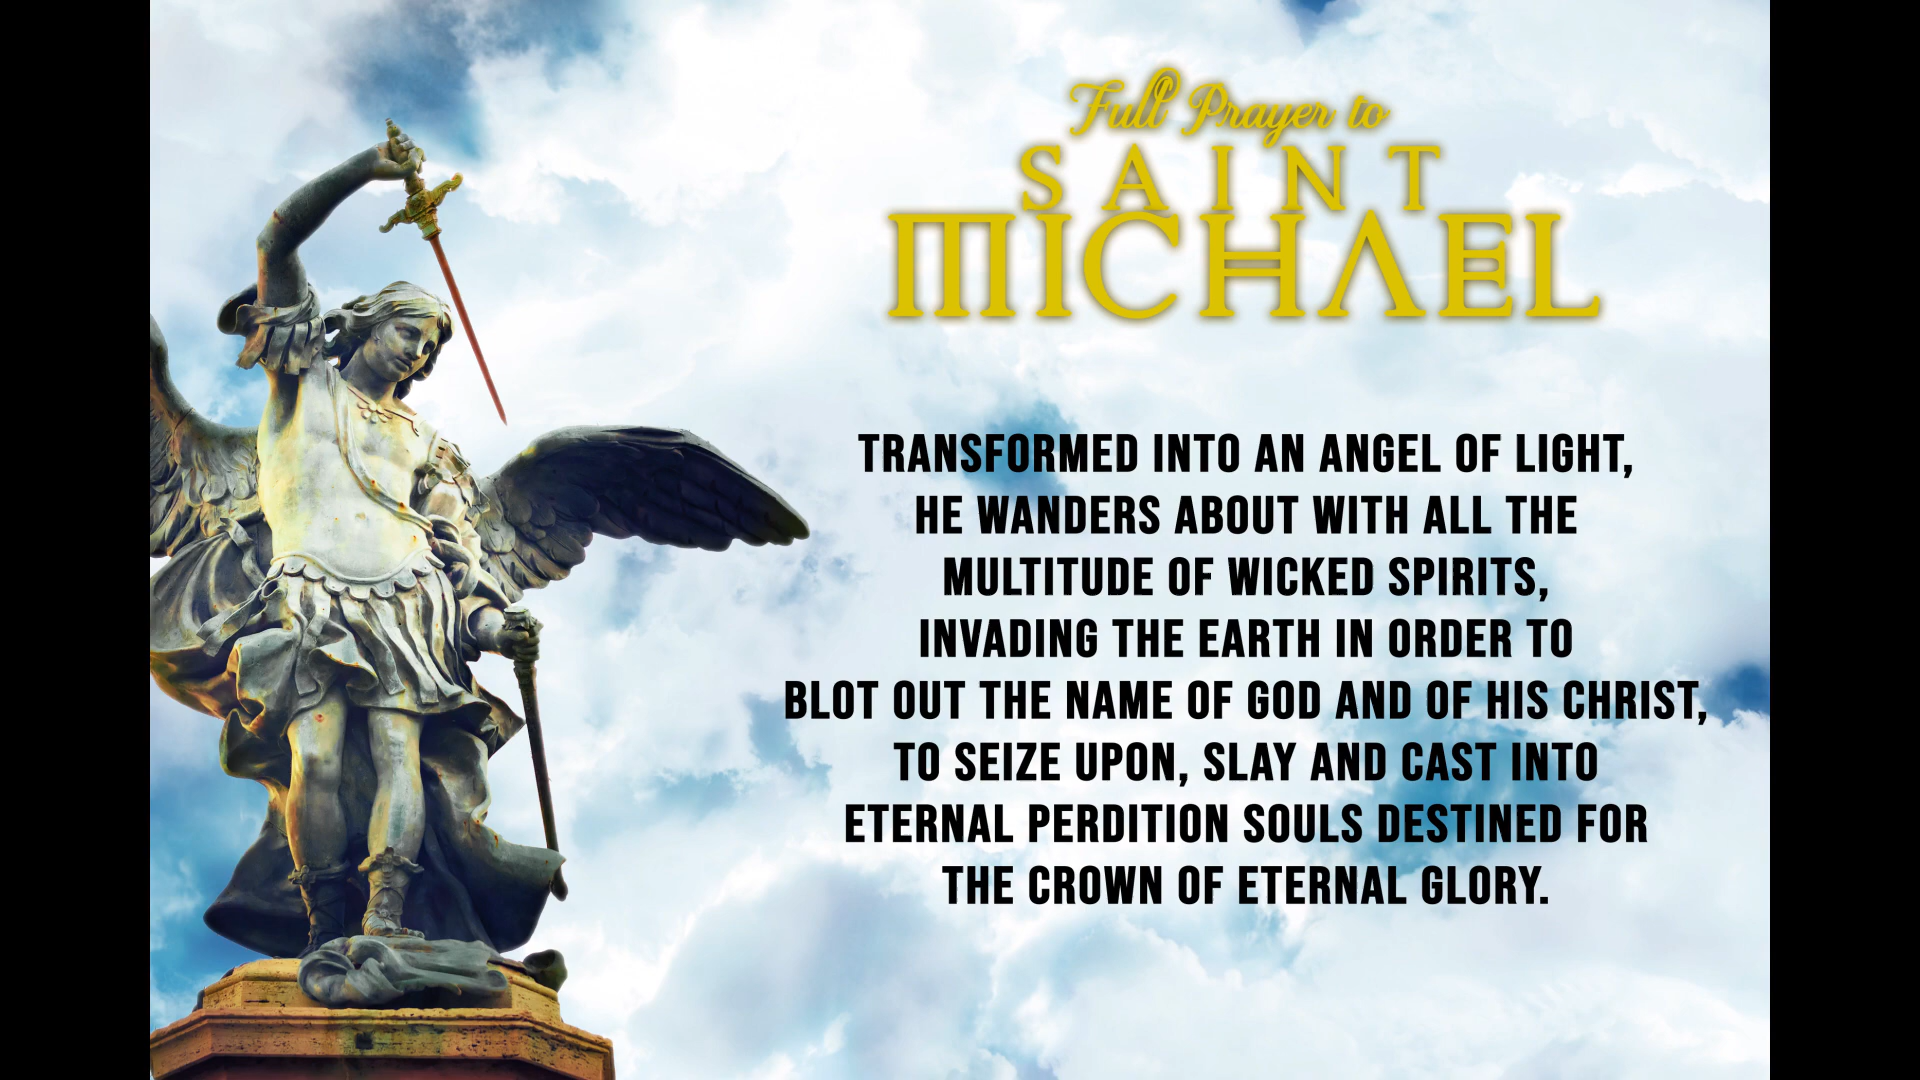 Full Prayer to
SAINT
MICHAEL
TRANSFORMED INTO AN ANGEL OF LIGHT,
HE WANDERS ABOUT WITH ALL THE
MULTITUDE OF WICKED SPIRITS,
INVADING THE EARTH IN ORDER TO
BLOT OUT THE NAME OF GOD AND OF HIS CHRIST,
TO SEIZE UPON, SLAY AND CAST INTO
ETERNAL PERDITION SOULS DESTINED FOR
THE CROWN OF ETERNAL GLORY.